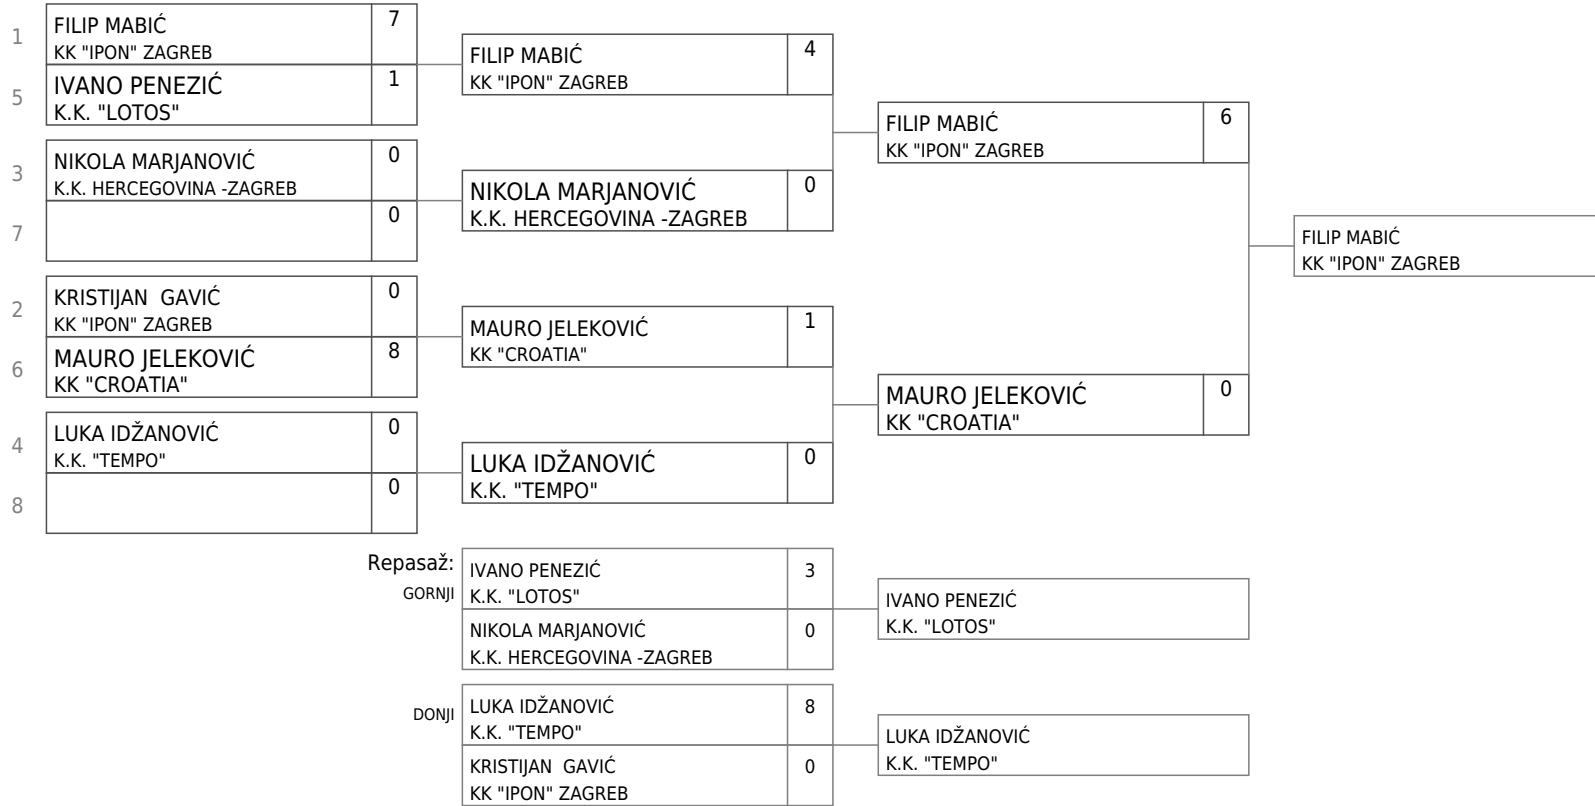 1
FILIP MABIĆ
KK "IPON" ZAGREB
7
5
IVANO PENEZIĆ
K.K. "LOTOS"
1
3
NIKOLA MARJANOVIĆ
K.K. HERCEGOVINA -ZAGREB
0
7
0
2
KRISTIJAN  GAVIĆ
KK "IPON" ZAGREB
0
6
MAURO JELEKOVIĆ
KK "CROATIA"
8
4
LUKA IDŽANOVIĆ
K.K. "TEMPO"
0
8
0
FILIP MABIĆ
KK "IPON" ZAGREB
4
NIKOLA MARJANOVIĆ
K.K. HERCEGOVINA -ZAGREB
0
MAURO JELEKOVIĆ
KK "CROATIA"
1
LUKA IDŽANOVIĆ
K.K. "TEMPO"
0
FILIP MABIĆ
KK "IPON" ZAGREB
6
MAURO JELEKOVIĆ
KK "CROATIA"
0
FILIP MABIĆ
KK "IPON" ZAGREB
Repasaž:
GORNJI
IVANO PENEZIĆ
K.K. "LOTOS"
3
NIKOLA MARJANOVIĆ
K.K. HERCEGOVINA -ZAGREB
0
IVANO PENEZIĆ
K.K. "LOTOS"
DONJI
LUKA IDŽANOVIĆ
K.K. "TEMPO"
8
KRISTIJAN  GAVIĆ
KK "IPON" ZAGREB
0
LUKA IDŽANOVIĆ
K.K. "TEMPO"